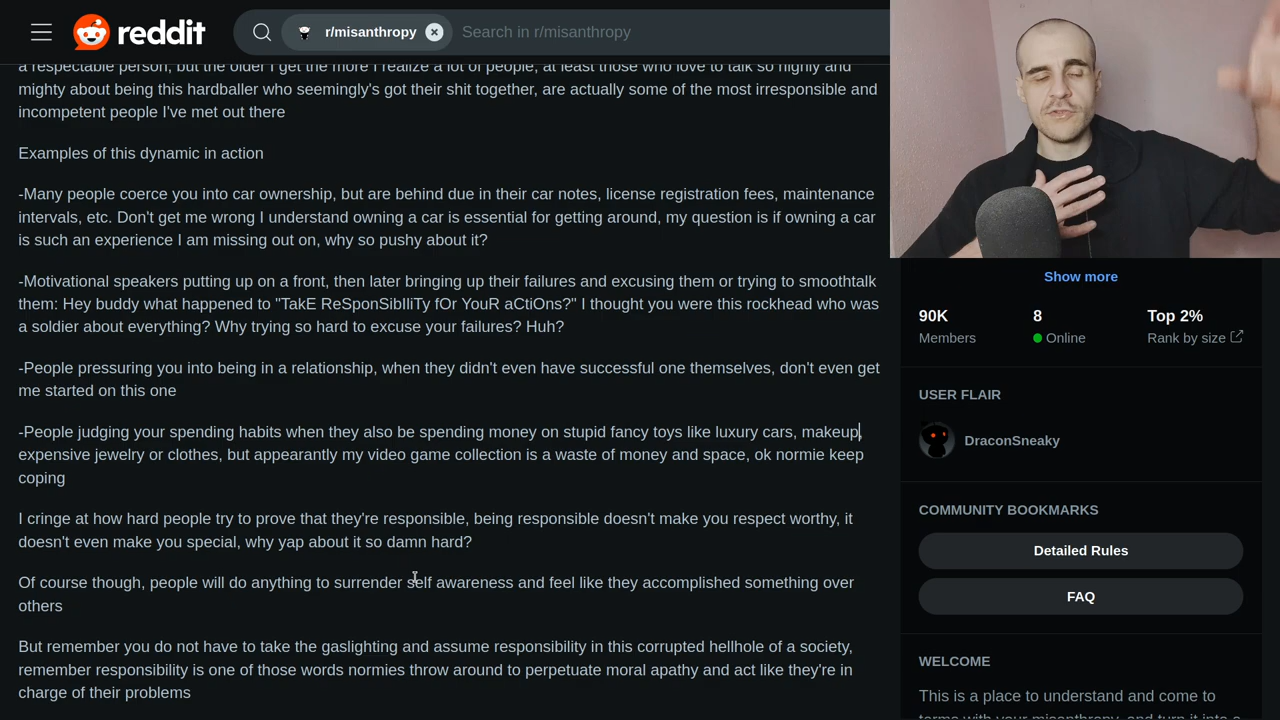 reddit
r/misanthropy
Search in r/misanthropy
a respectable person, but the older I get the more I realize a lot of people, at least those who love to talk so highly and
mighty about being this hardballer who seemingly's got their shit together, are actually some of the most irresponsible and
incompetent people I've met out there
Examples of this dynamic in action
-Many people coerce you into car ownership, but are behind due in their car notes, license registration fees, maintenance
intervals, etc. Don't get me wrong I understand owning a car is essential for getting around, my question is if owning a car
is such an experience I am missing out on, why so pushy about it?
-Motivational speakers putting up on a front, then later bringing up their failures and excusing them or trying to smoothtalk
them: Hey buddy what happened to "TakE ReSponSibIliTy fOr YouR aCtiOns?" I thought you were this rockhead who was
a soldier about everything? Why trying so hard to excuse your failures? Huh?
-People pressuring you into being in a relationship, when they didn't even have successful one themselves, don't even get
me started on this one
-People judging your spending habits when they also be spending money on stupid fancy toys like luxury cars, makeup,
expensive jewelry or clothes, but appearantly my video game collection is a waste of money and space, ok normie keep
coping
I cringe at how hard people try to prove that they're responsible, being responsible doesn't make you respect worthy, it
doesn't even make you special, why yap about it so damn hard?
Of course though, people will do anything to surrender self awareness and feel like they accomplished something over
others
But remember you do not have to take the gaslighting and assume responsibility in this corrupted hellhole of a society,
remember responsibility is one of those words normies throw around to perpetuate moral apathy and act like they're in
charge of their problems
Show more
90K
8
Top 2%
Members
Online
Rank by size
USER FLAIR
DraconSneaky
COMMUNITY BOOKMARKS
Detailed Rules
FAQ
WELCOME
This is a place to understand and come to
terms with your misanthropy, and turn it into a